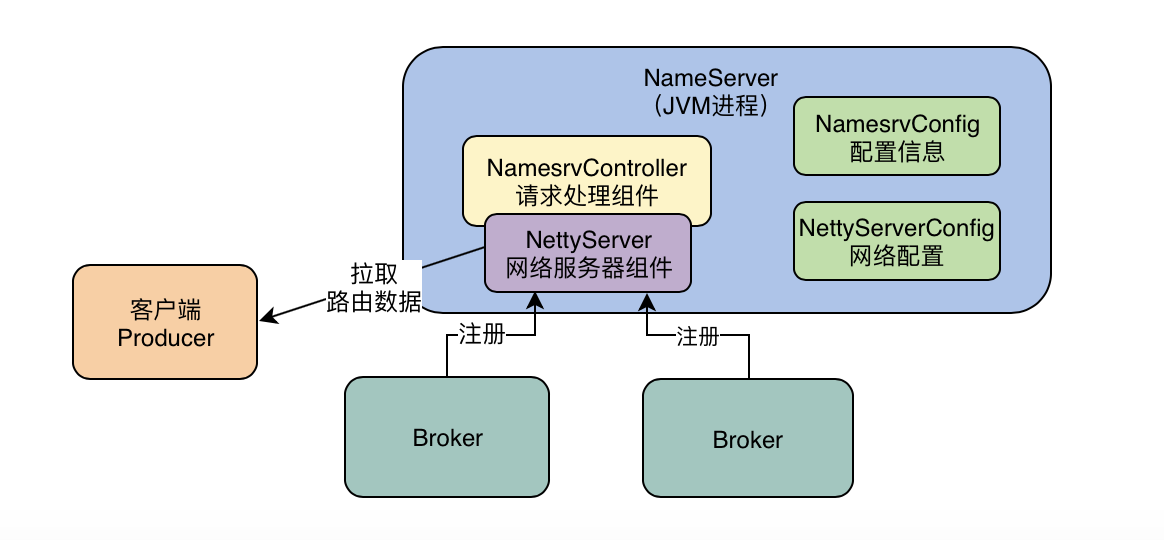 NameServer
（JVM进程）
NamesrvConfig
配置信息
NamesrvController
请求处理组件
NettyServerConfig
网络配置
NettyServer
网络服务器组件
拉取
路由数据
客户端
Producer
注册
注册
Broker
Broker